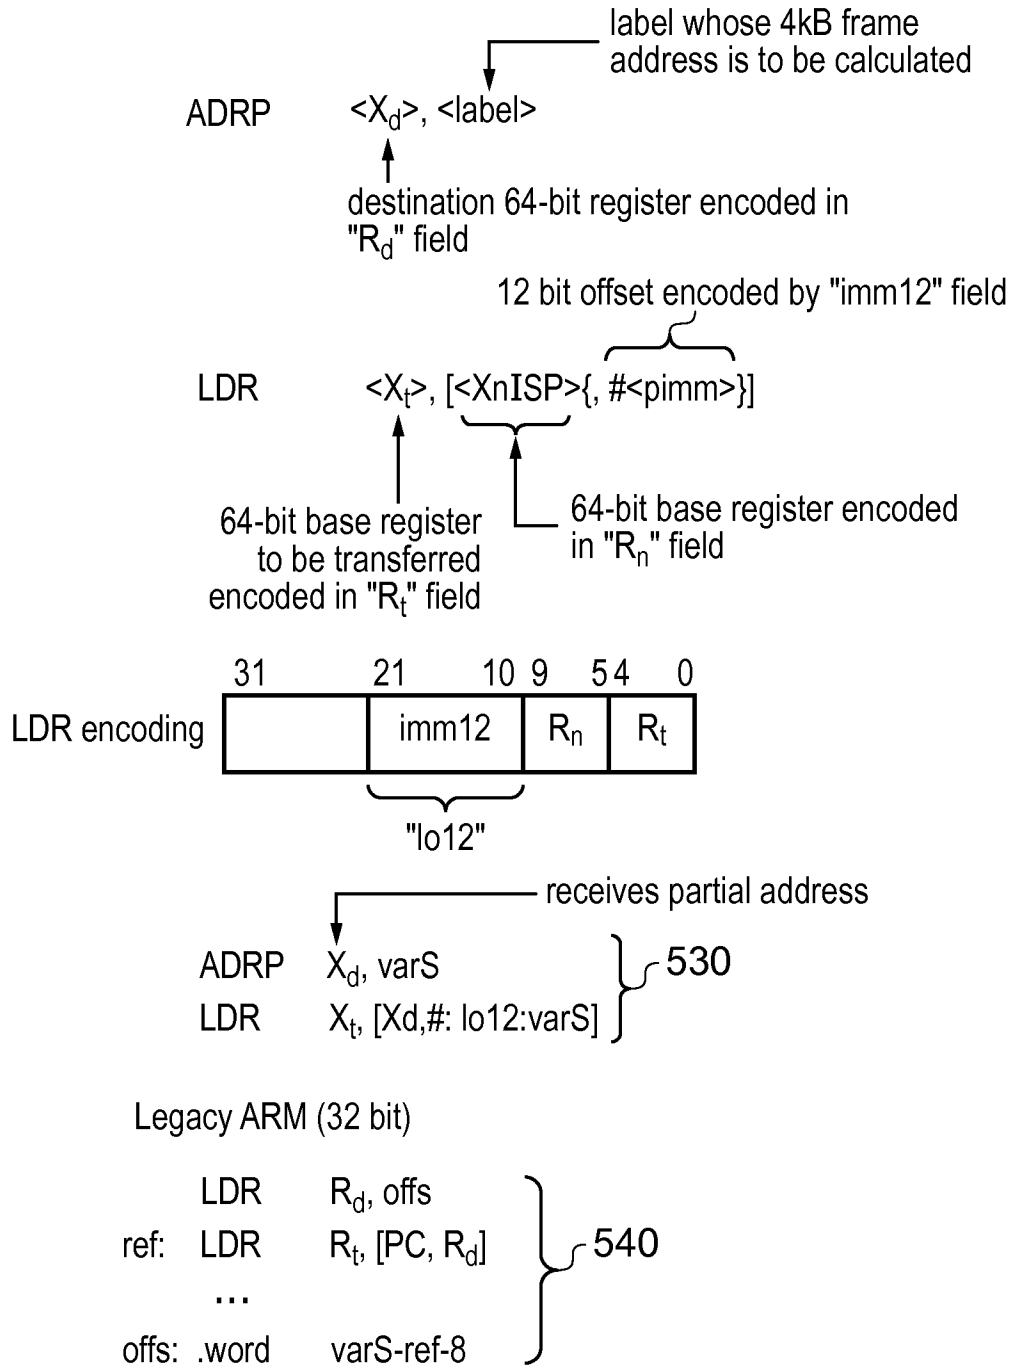 label whose 4kB frame
address is to be calculated
ADRP <Xd>, <label>
destination 64-bit register encoded in
"Rd" field
12 bit offset encoded by "imm12" field
LDR <Xt>, [<XnISP>{, #<pimm>}]
64-bit base register
to be transferred
encoded in "Rt" field
64-bit base register encoded
in "Rn" field
31 21 10 9 5 4 0
LDR encoding imm12 Rn Rt
"lo12"
receives partial address
ADRP Xd, varS
LDR Xt, [Xd,#: lo12:varS]
530
Legacy ARM (32 bit)
LDR Rd, offs
ref: LDR Rt, [PC, Rd]
...
offs: .word varS-ref-8
540